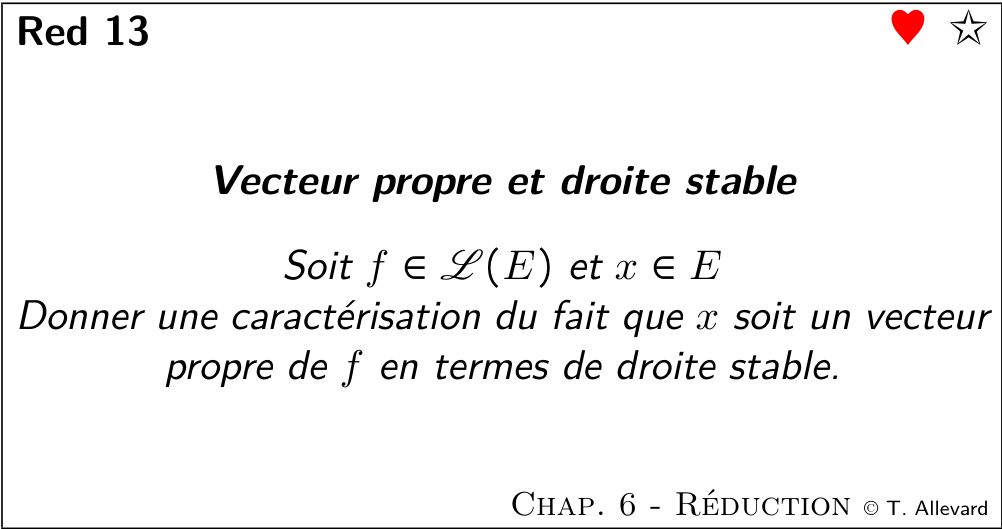 Red 13
Vecteur propre et droite stable
Soit f ∈ ℒ(E) et x ∈ E
Donner une caractérisation du fait que x soit un vecteur
propre de f en termes de droite stable.
Chap. 6 - Réduction © T. Allevard